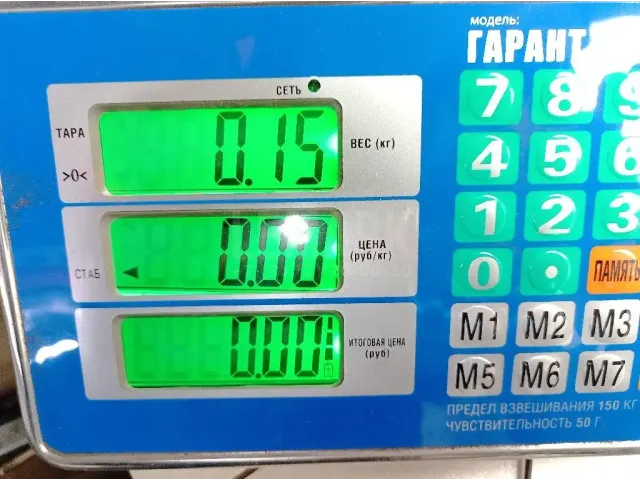 МОДЕЛЬ:
ГАРАНТ
СЕТЬ
ТАРА
0.15
ВЕС (кг)
>0<
ЦЕНА
(руб/кг)
0.00
СТАБ
0.00
ИТОГОВАЯ ЦЕНА
(руб)
7 8 9
4 5 6
1 2 3
0 . ПАМЯТЬ
M1 M2 M3
M5 M6 M7
ПРЕДЕЛ ВЗВЕШИВАНИЯ 150 КГ
ЧУВСТВИТЕЛЬНОСТЬ 50 Г